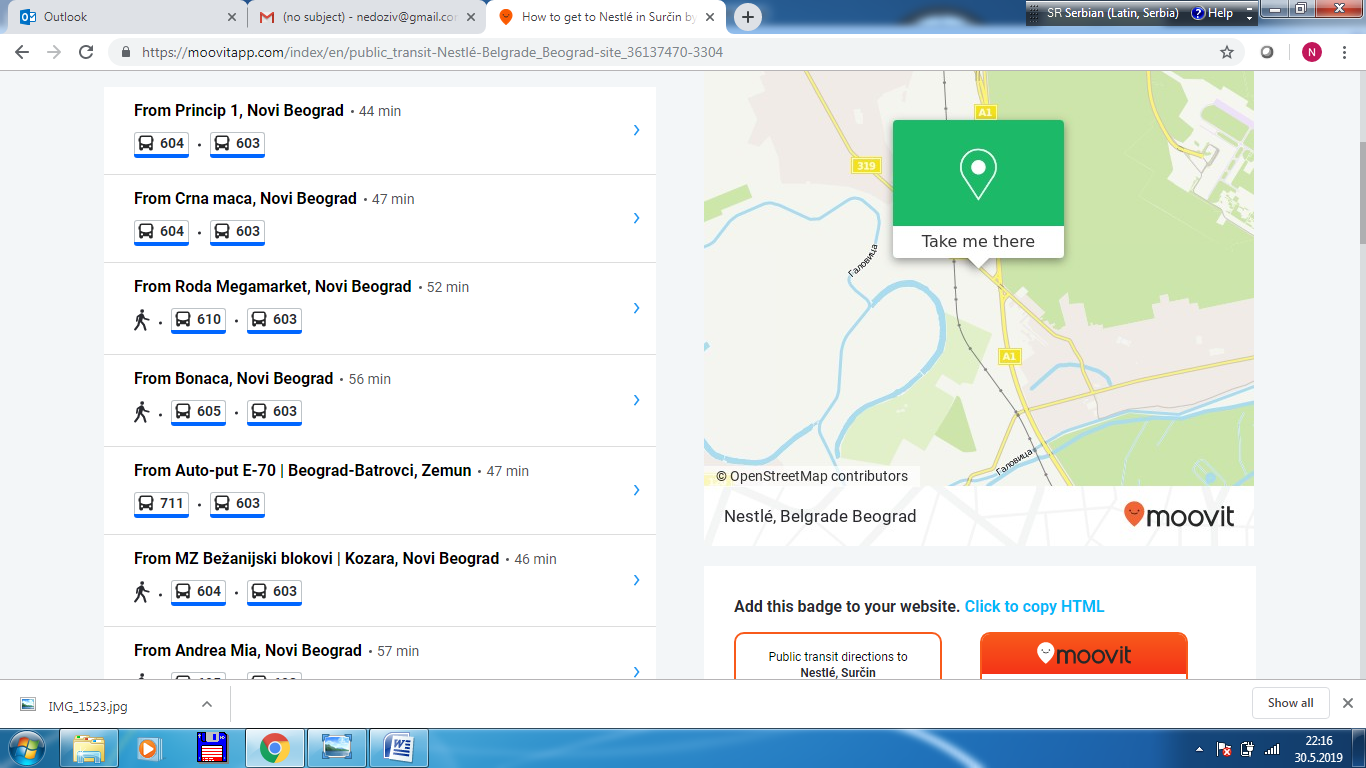 Outlook
(no subject) - nedoziv@gmail.co
How to get to Nestlé in Surčin by
SR Serbian (Latin, Serbia)
Help
https://moovitapp.com/index/en/public_transit-Nestlé-Belgrade_Beograd-site_36137470-3304
N
From Princip 1, Novi Beograd • 44 min
604 • 603
From Crna maca, Novi Beograd • 47 min
604 • 603
From Roda Megamarket, Novi Beograd • 52 min
• 610 • 603
From Bonaca, Novi Beograd • 56 min
• 605 • 603
From Auto-put E-70 | Beograd-Batrovci, Zemun • 47 min
711 • 603
From MZ Bežanijski blokovi | Kozara, Novi Beograd • 46 min
• 604 • 603
From Andrea Mia, Novi Beograd • 57 min
A1
319
Take me there
Галовица
A1
Галовица
© OpenStreetMap contributors
Nestlé, Belgrade Beograd
moovit
Add this badge to your website. Click to copy HTML
Public transit directions to
Nestlé, Surčin
moovit
IMG_1523.jpg
Show all
22:16
30.5.2019